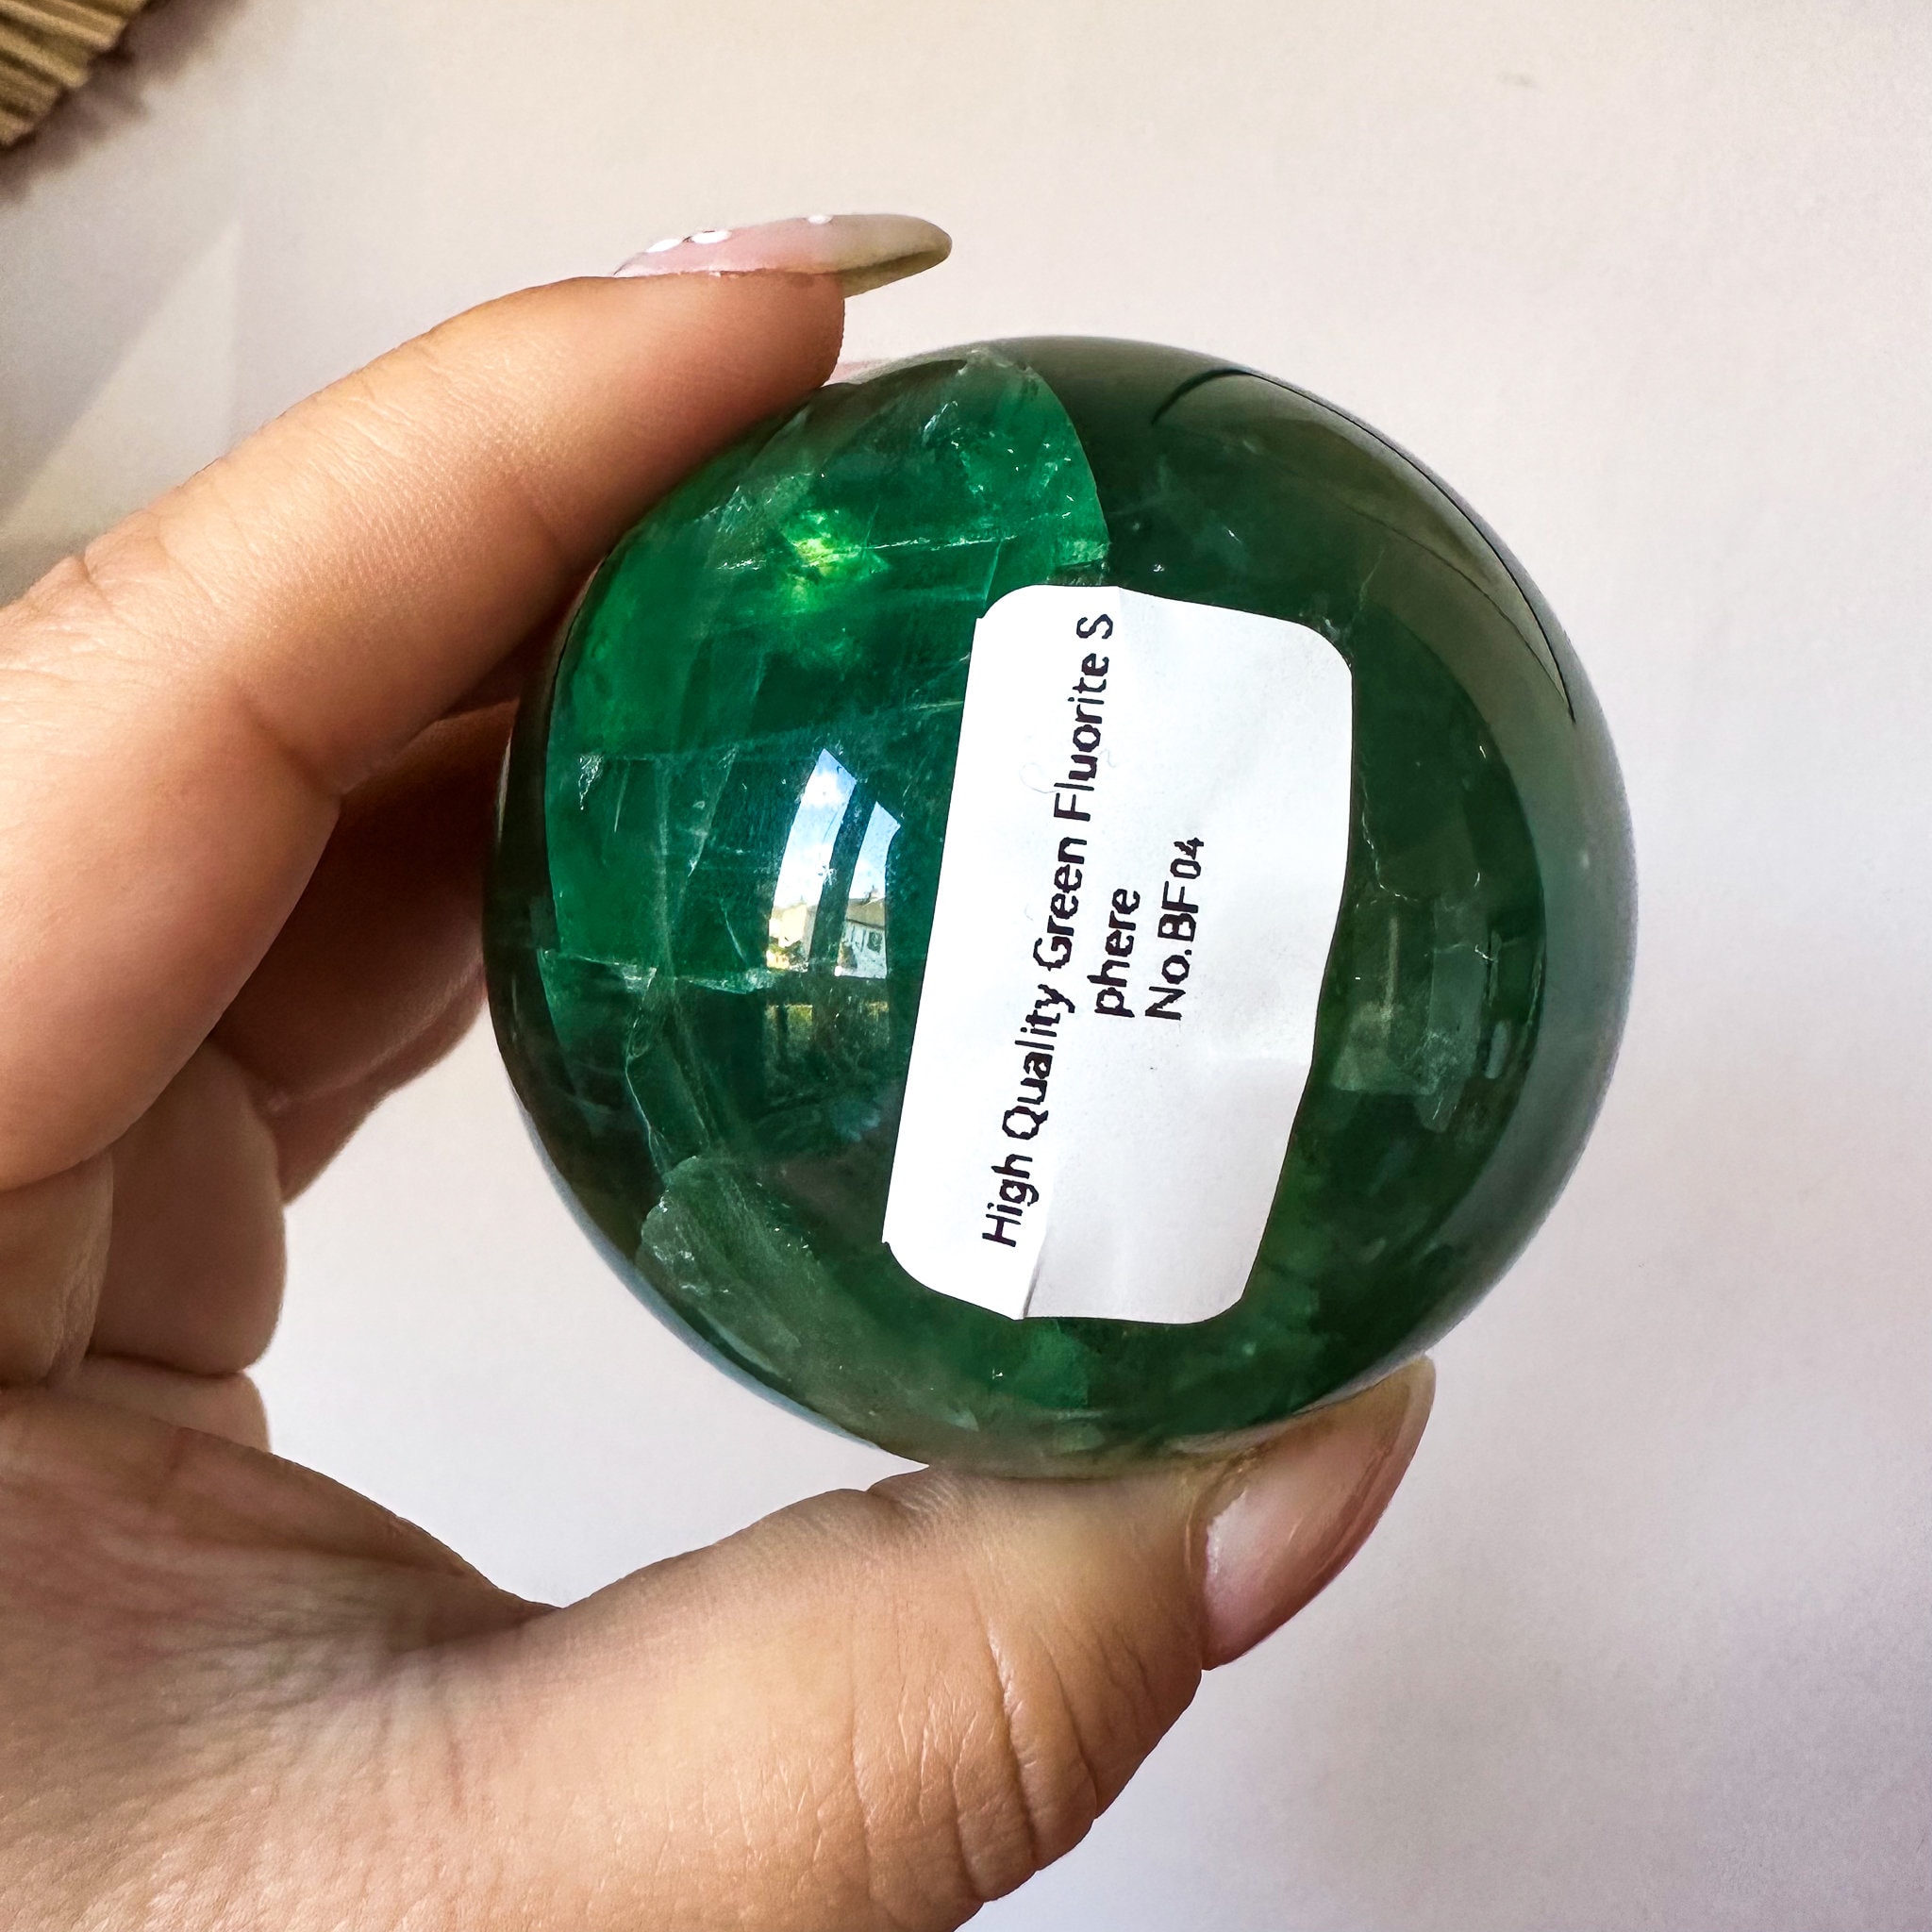 High Quality Green Fluorite S
phere
No.BF04